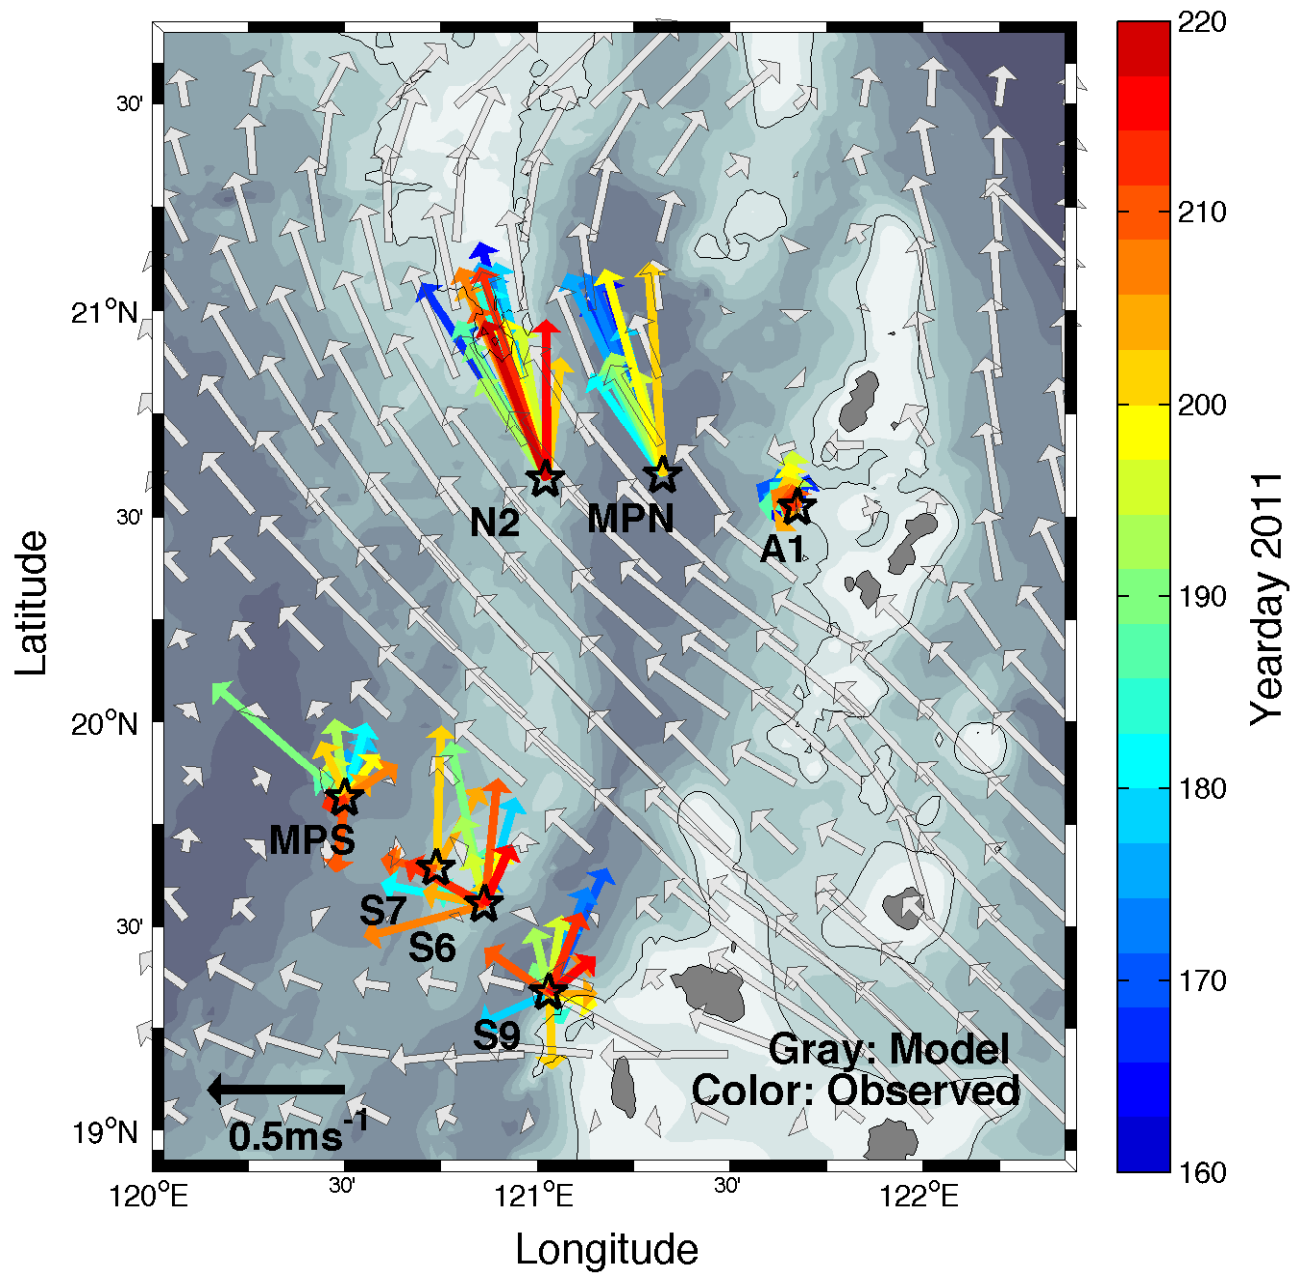 220
30'
210
21°N
200
N2
MPN
A1
30'
190
Latitude
Yearday 2011
20°N
180
MPS
S7
S6
30'
170
S9
Gray: Model
Color: Observed
0.5ms-1
19°N
160
120°E
30'
121°E
30'
122°E
Longitude